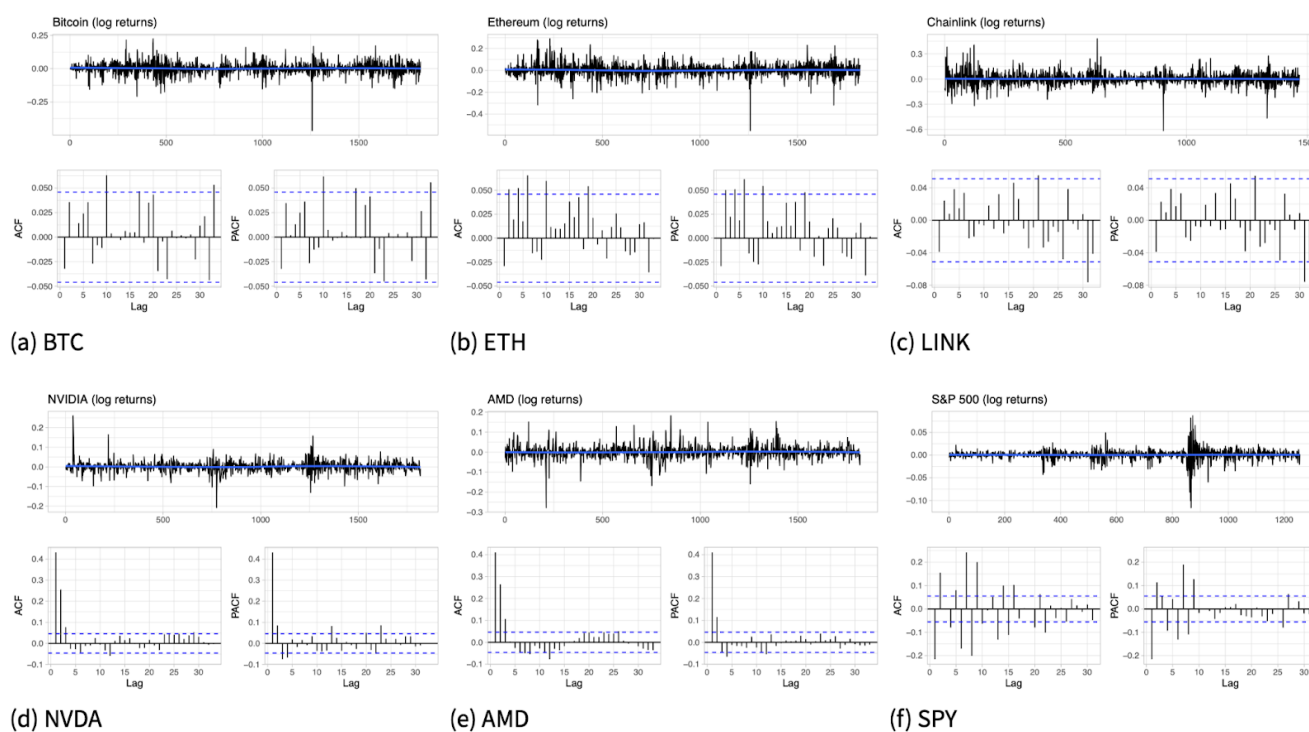 Bitcoin (log returns)
0.25
0.00
−0.25
0
500
1000
1500
ACF
0.050
0.025
0.000
−0.025
−0.050
0 5 10 15 20 25 30
Lag
PACF
0.050
0.025
0.000
−0.025
−0.050
0 5 10 15 20 25 30
Lag
(a) BTC
Ethereum (log returns)
0.2
0.0
−0.2
−0.4
0
500
1000
1500
ACF
0.050
0.025
0.000
−0.025
−0.050
0 5 10 15 20 25 30
Lag
PACF
0.050
0.025
0.000
−0.025
−0.050
0 5 10 15 20 25 30
Lag
(b) ETH
Chainlink (log returns)
0.3
0.0
−0.3
−0.6
0
500
1000
ACF
0.04
0.00
−0.04
−0.08
0 5 10 15 20 25 30
Lag
PACF
0.04
0.00
−0.04
−0.08
0 5 10 15 20 25 30
Lag
(c) LINK
NVIDIA (log returns)
0.2
0.1
0.0
−0.1
−0.2
0
500
1000
1500
ACF
0.4
0.3
0.2
0.1
0.0
−0.1
0 5 10 15 20 25 30
Lag
PACF
0.4
0.3
0.2
0.1
0.0
−0.1
0 5 10 15 20 25 30
Lag
(d) NVDA
AMD (log returns)
0.2
0.1
0.0
−0.1
−0.2
−0.3
0
500
1000
1500
ACF
0.4
0.3
0.2
0.1
0.0
−0.1
0 5 10 15 20 25 30
Lag
PACF
0.4
0.3
0.2
0.1
0.0
−0.1
0 5 10 15 20 25 30
Lag
(e) AMD
S&P 500 (log returns)
0.05
0.00
−0.05
−0.10
0
200
400
600
800
1000
1200
ACF
0.2
0.1
0.0
−0.1
−0.2
0 5 10 15 20 25 30
Lag
PACF
0.2
0.1
0.0
−0.1
−0.2
0 5 10 15 20 25 30
Lag
(f) SPY